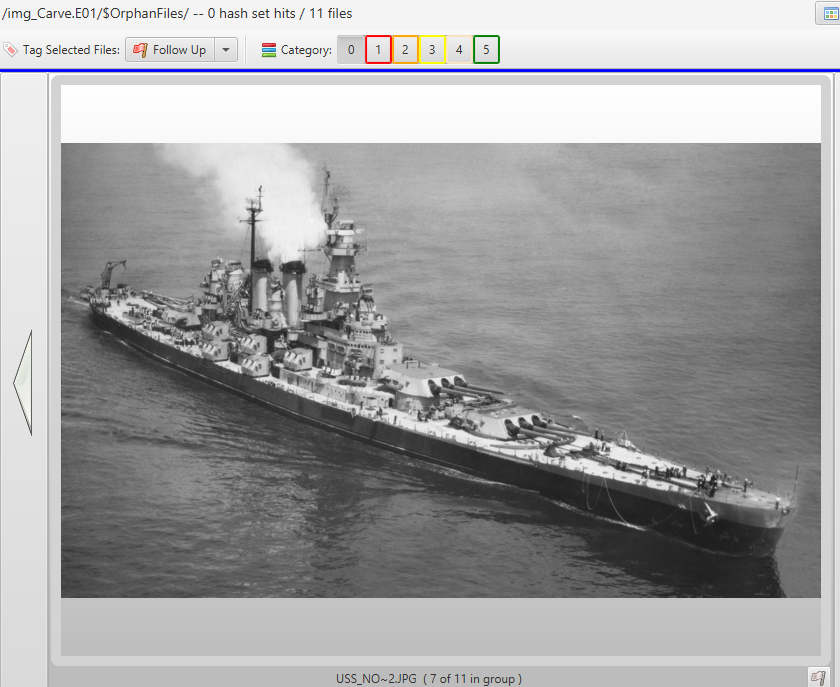 /img_Carve.E01/$OrphanFiles/ -- 0 hash set hits / 11 files
Tag Selected Files: Follow Up Category: 0 1 2 3 4 5
USS_NO~2.JPG ( 7 of 11 in group )